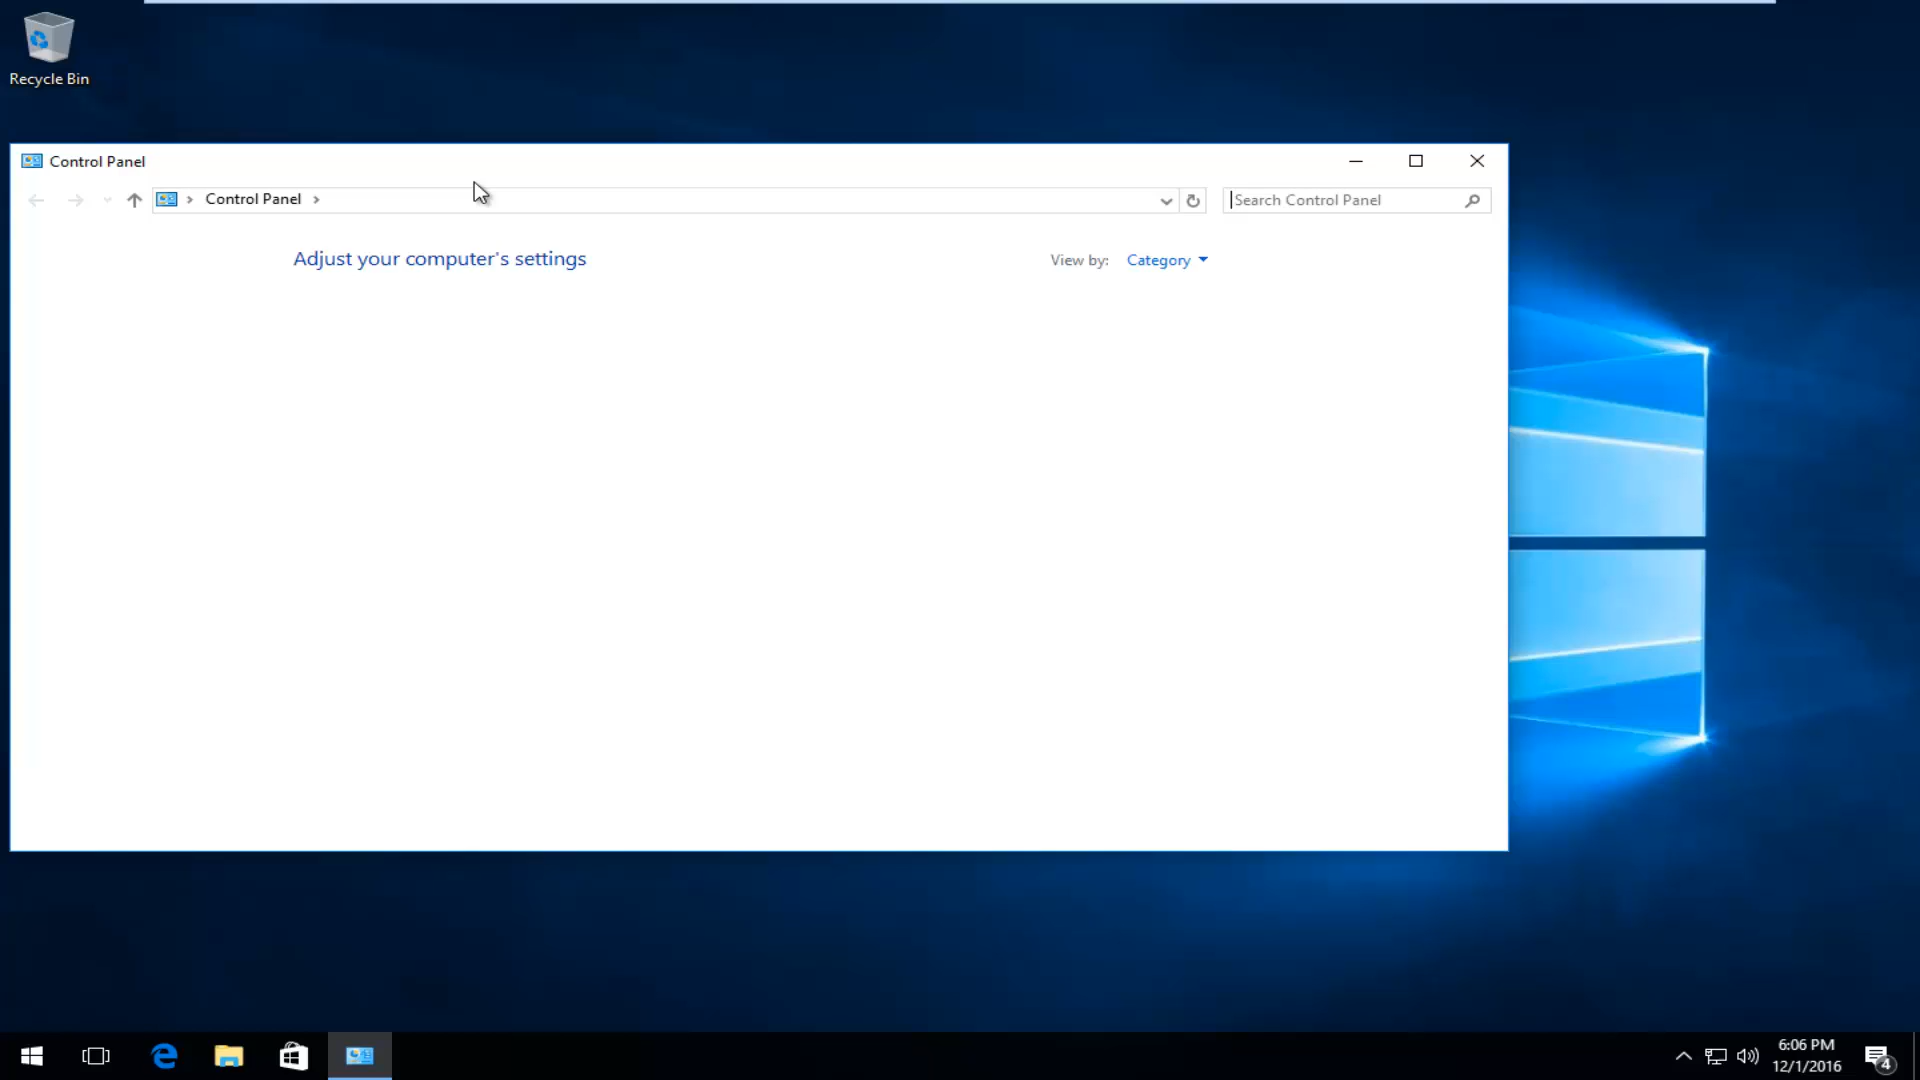 Recycle Bin
Control Panel
Control Panel
Search Control Panel
Adjust your computer's settings
View by: Category
6:06 PM
12/1/2016
4